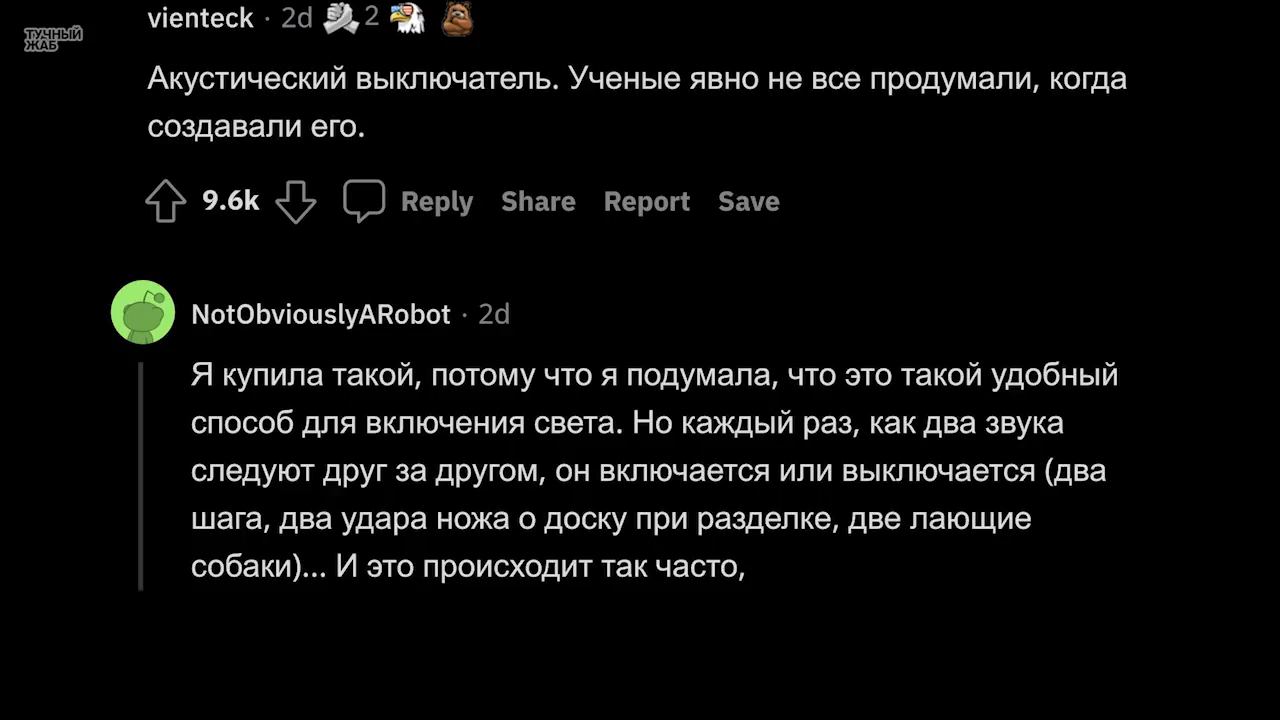 vienteck · 2d 2
ТУЧНЫЙ
ЖАБ
Акустический выключатель. Ученые явно не все продумали, когда
создавали его.
9.6k Reply Share Report Save
NotObviouslyARobot · 2d
Я купила такой, потому что я подумала, что это такой удобный
способ для включения света. Но каждый раз, как два звука
следуют друг за другом, он включается или выключается (два
шага, два удара ножа о доску при разделке, две лающие
собаки)... И это происходит так часто,